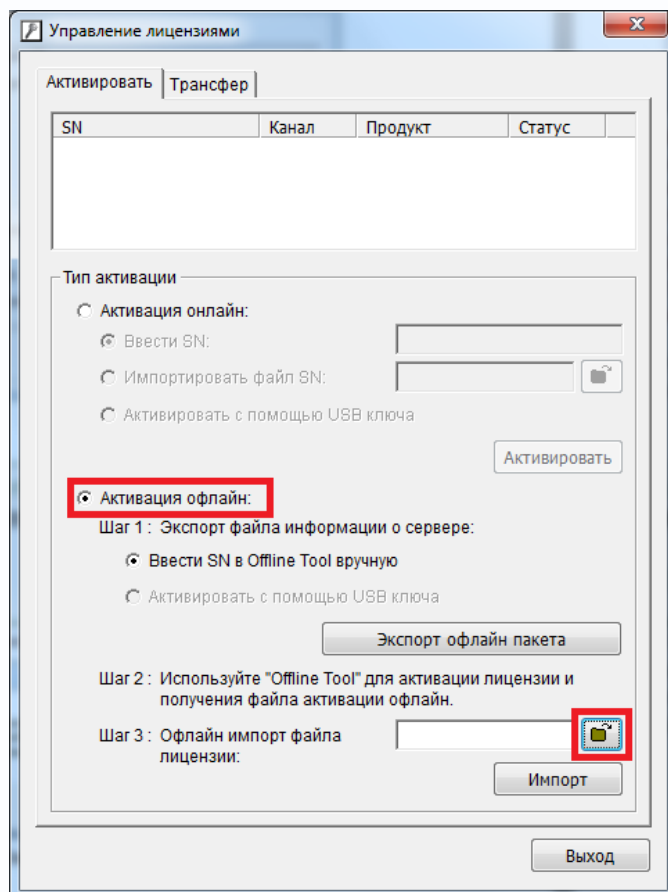 Управление лицензиями
Активировать Трансфер
SN Канал Продукт Статус
Тип активации
Активация онлайн:
Ввести SN:
Импортировать файл SN:
Активировать с помощью USB ключа
Активировать
Активация офлайн:
Шаг 1 : Экспорт файла информации о сервере:
Ввести SN в Offline Tool вручную
Активировать с помощью USB ключа
Экспорт офлайн пакета
Шаг 2 : Используйте "Offline Tool" для активации лицензии и
получения файла активации офлайн.
Шаг 3 : Офлайн импорт файла
лицензии:
Импорт
Выход